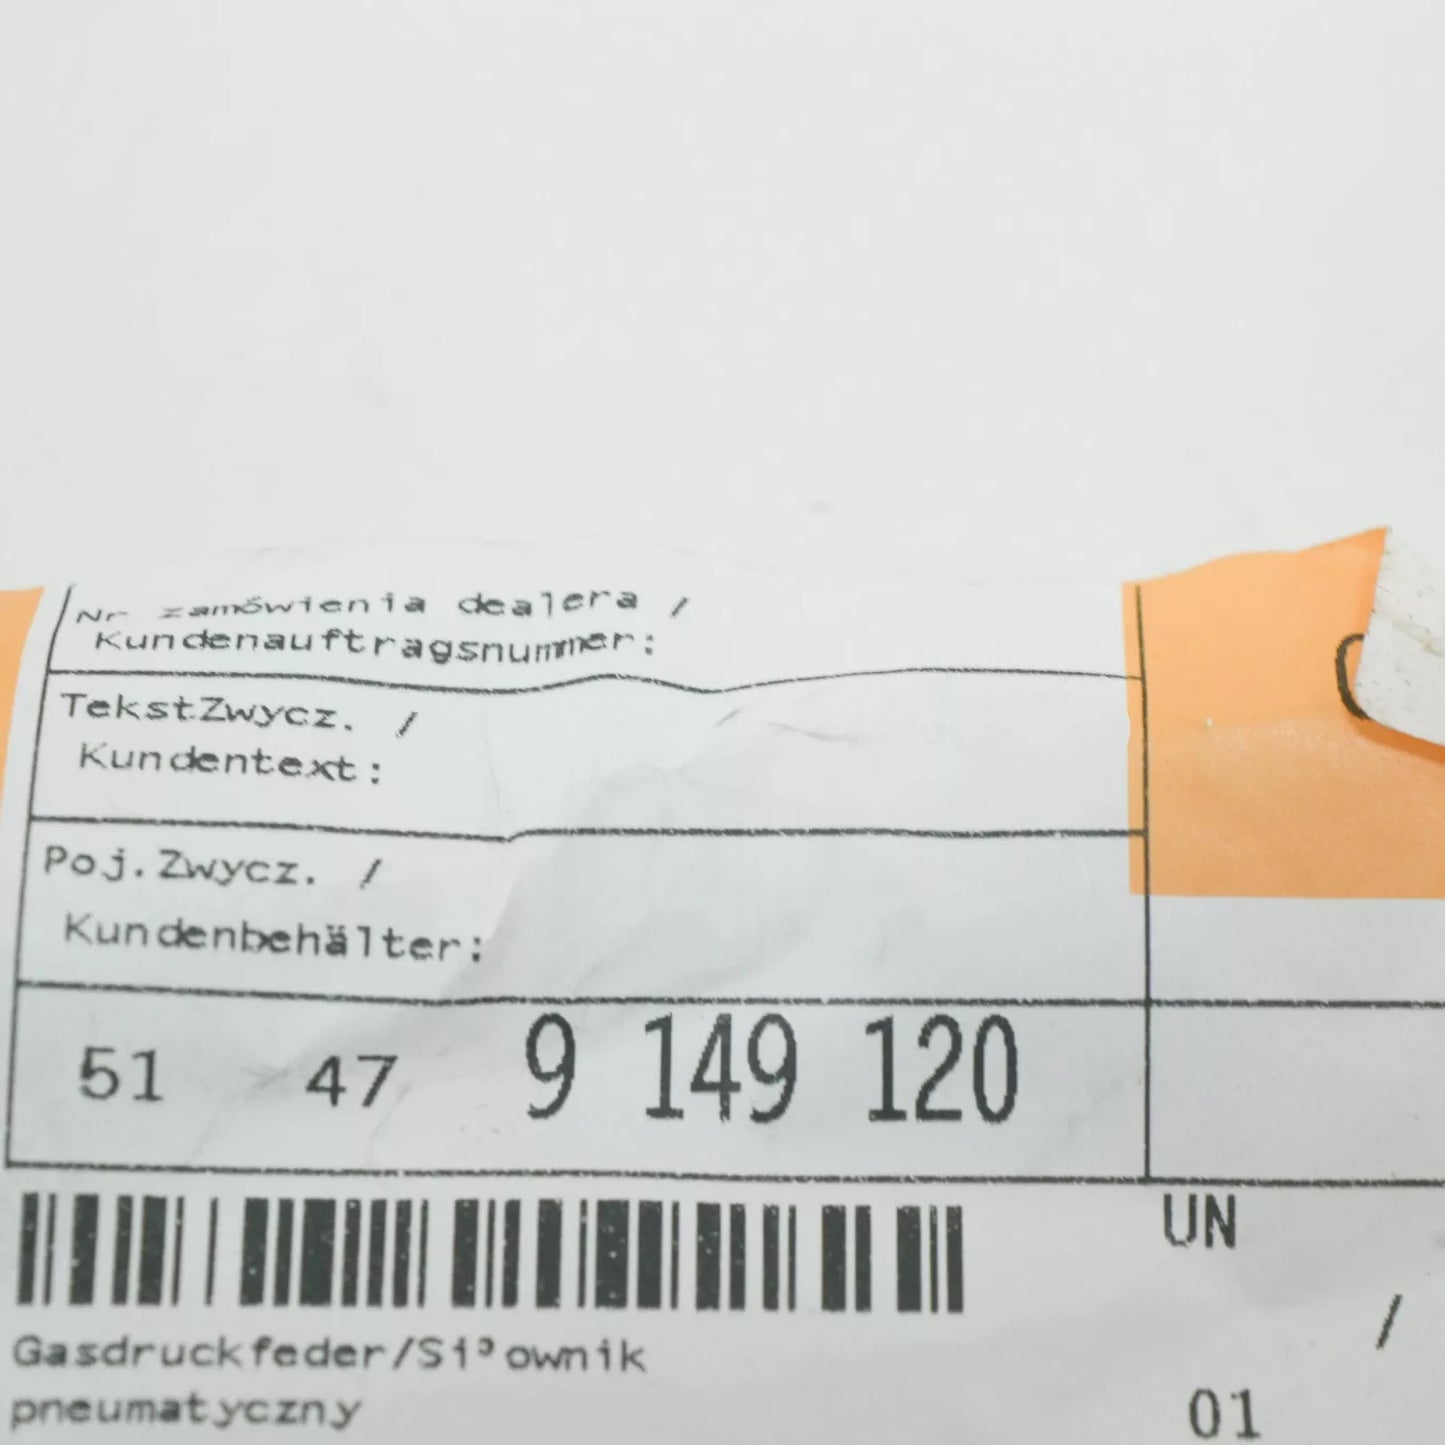 Nr zamówienia dealera /
Kundenauftragsnummer:
TekstZwycz. /
Kundentext:
Poj.Zwycz. /
Kundenbehälter:
51 47 9 149 120
UN
/
Gasdruckfeder/Si³ownik
pneumatyczny
01